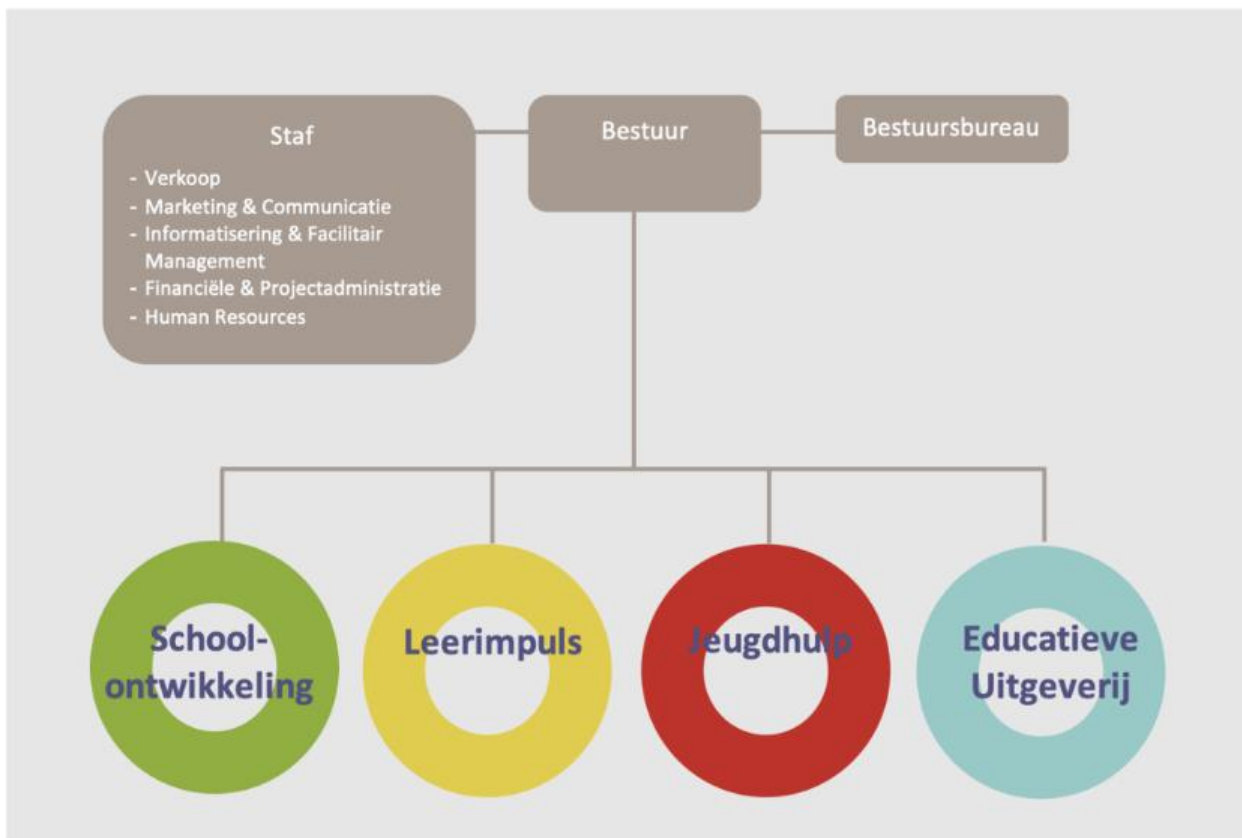 Staf
- Verkoop
- Marketing & Communicatie
- Informatisering & Facilitair
Management
- Financiële & Projectadministratie
- Human Resources
Bestuur
Bestuursbureau
School-
ontwikkeling
Leerimpuls
Jeugdhulp
Educatieve
Uitgeverij